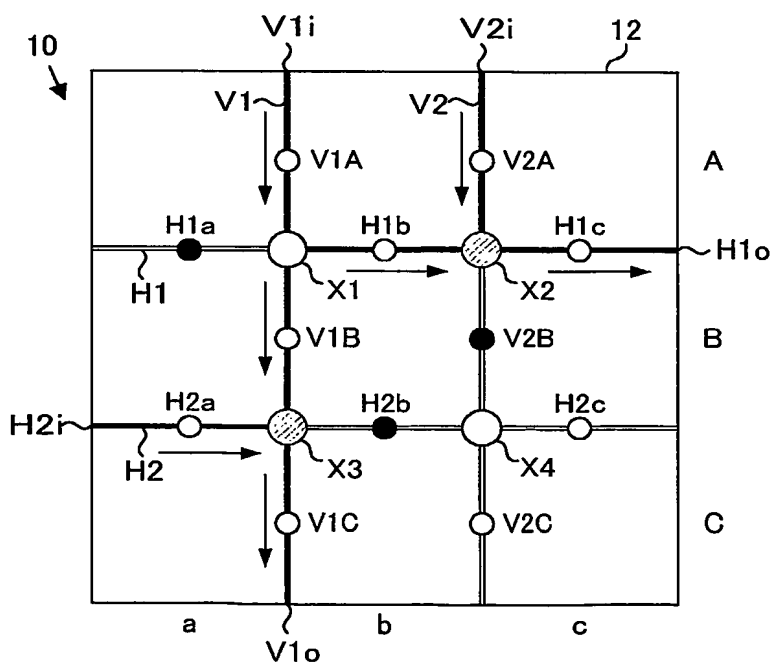 V1i V2i
10 12
V1 V2
V1A V2A A
H1a H1b H1c
H1o
H1 X1 X2
V1B V2B B
H2a H2b H2c
H2i
H2 X3 X4
V1C V2C C
a b c
V1o